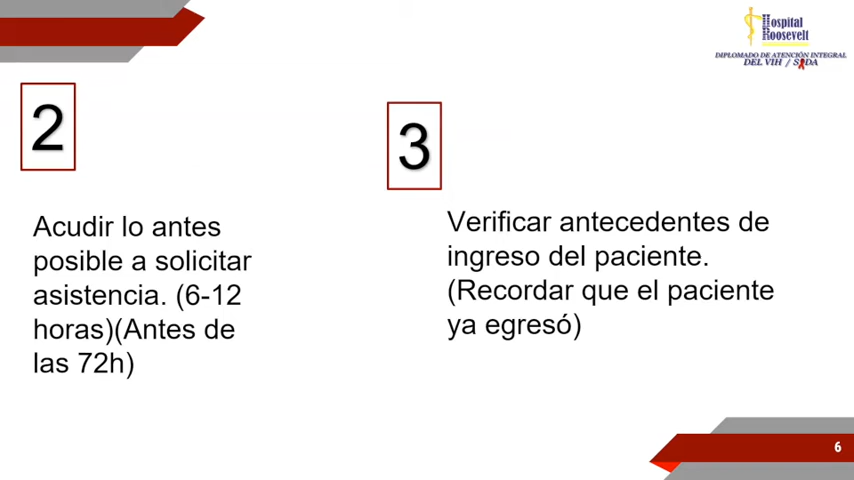 Hospital
Roosevelt
DIPLOMADO DE ATENCIÓN INTEGRAL
DEL VIH / SIDA
2
Acudir lo antes
posible a solicitar
asistencia. (6-12
horas)(Antes de
las 72h)
3
Verificar antecedentes de
ingreso del paciente.
(Recordar que el paciente
ya egresó)
6